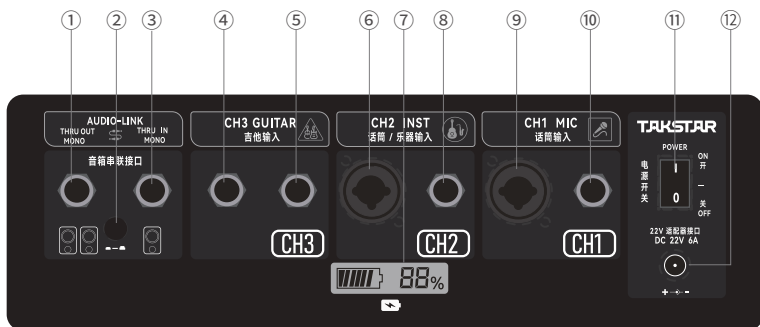 ① ② ③ ④ ⑤ ⑥ ⑦ ⑧ ⑨ ⑩ ⑪ ⑫
AUDIO-LINK
THRU OUT
MONO
THRU IN
MONO
音箱串联接口
CH3 GUITAR
吉他输入
CH3
CH2 INST
话筒 / 乐器输入
CH2
CH1 MIC
话筒输入
CH1
88%
TAKSTAR
POWER
电源开关
I
0
ON
开
关
OFF
22V 适配器接口
DC 22V 6A
+ -